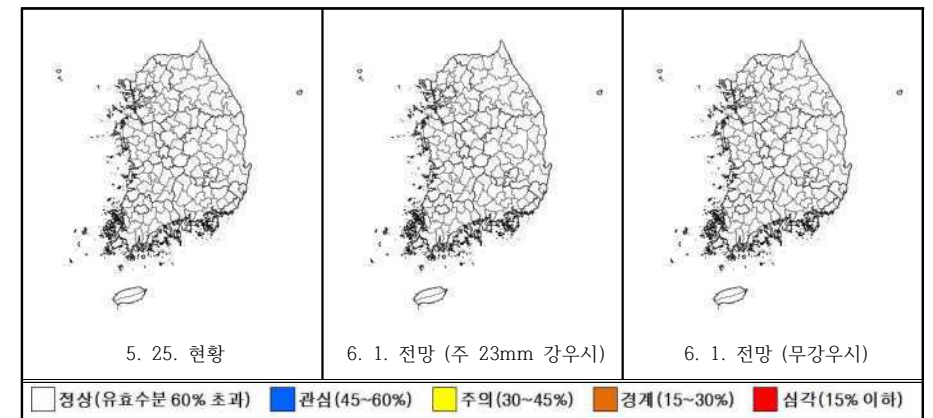 5. 25. 현황
6. 1. 전망 (주 23mm 강우시)
6. 1. 전망 (무강우시)
정상(유효수분 60% 초과) 관심(45~60%) 주의(30~45%) 경계(15~30%) 심각(15% 이하)